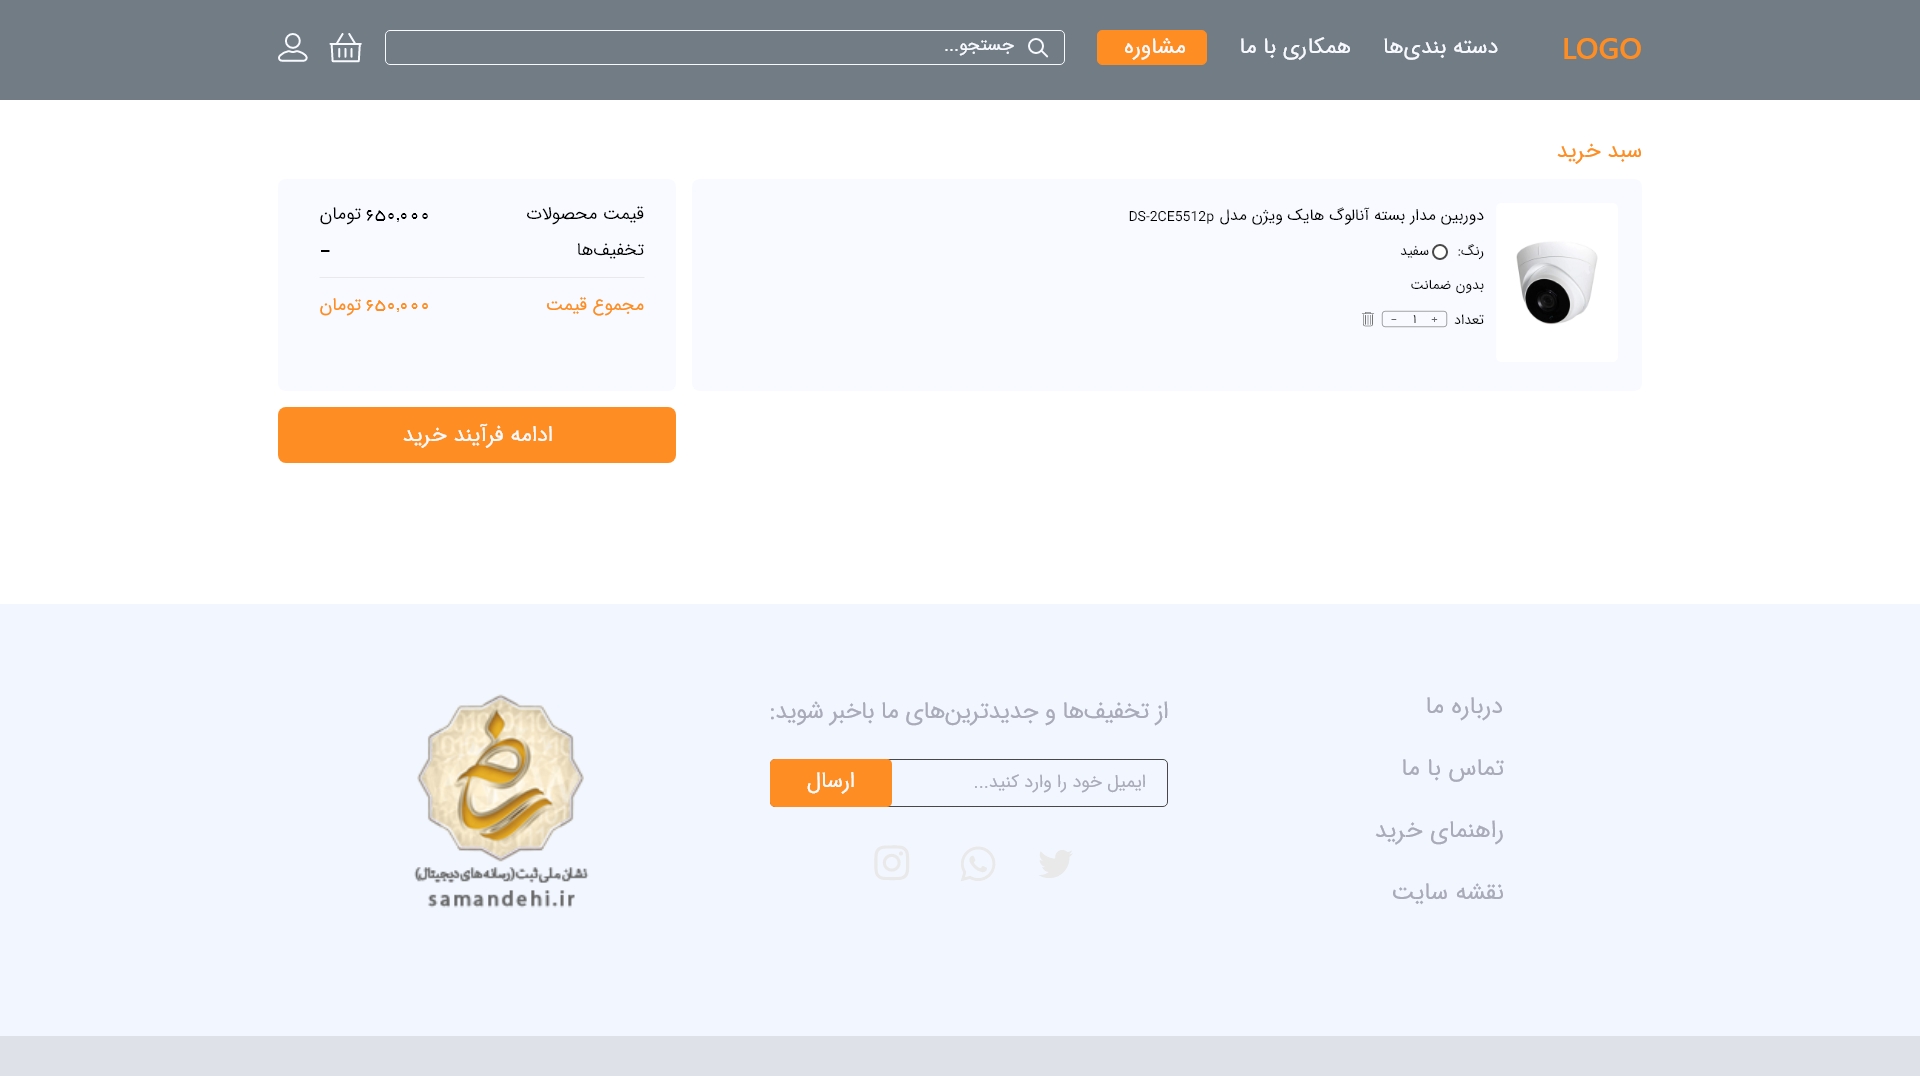 LOGO
دسته بندی‌ها
همکاری با ما
مشاوره
جستجو...
سبد خرید
دوربین مدار بسته آنالوگ هایک ویژن مدل DS-2CE5512p
رنگ: سفید
بدون ضمانت
تعداد + ۱ -
قیمت محصولات ۶۵۰,۰۰۰ تومان
تخفیف‌ها -
مجموع قیمت ۶۵۰,۰۰۰ تومان
ادامه فرآیند خرید
درباره ما
تماس با ما
راهنمای خرید
نقشه سایت
از تخفیف‌ها و جدیدترین‌های ما باخبر شوید:
ایمیل خود را وارد کنید...
ارسال
نشان ملی ثبت (رسانه های دیجیتال)
samandehi.ir